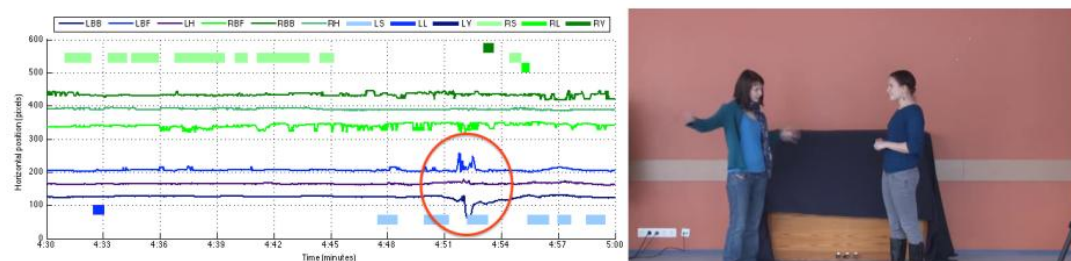 LBB LBF LH RBF RBB RH LS LL LY RS RL RY
600
500
400
300
200
100
0
Horizontal position (pixels)
4:30 4:33 4:36 4:39 4:42 4:45 4:48 4:51 4:54 4:57 5:00
Time (minutes)